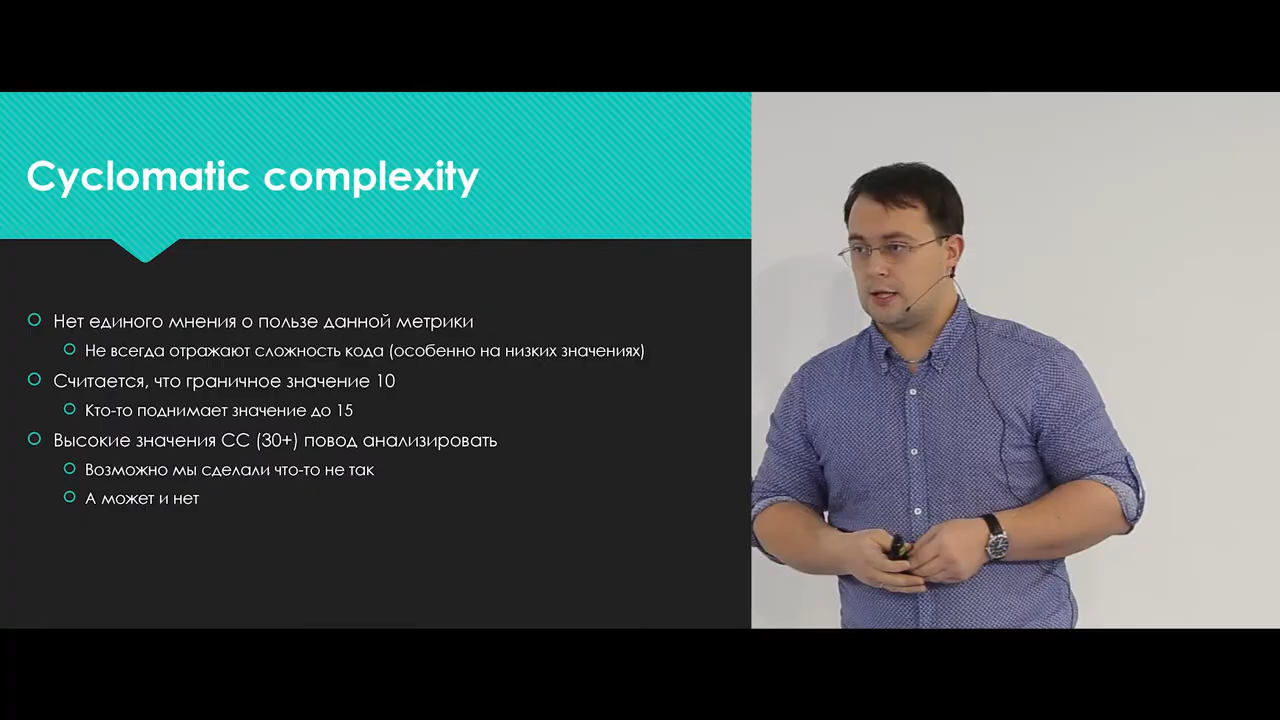 Cyclomatic complexity
Нет единого мнения о пользе данной метрики
Не всегда отражают сложность кода (особенно на низких значениях)
Считается, что граничное значение 10
Кто-то поднимает значение до 15
Высокие значения CC (30+) повод анализировать
Возможно мы сделали что-то не так
А может и нет